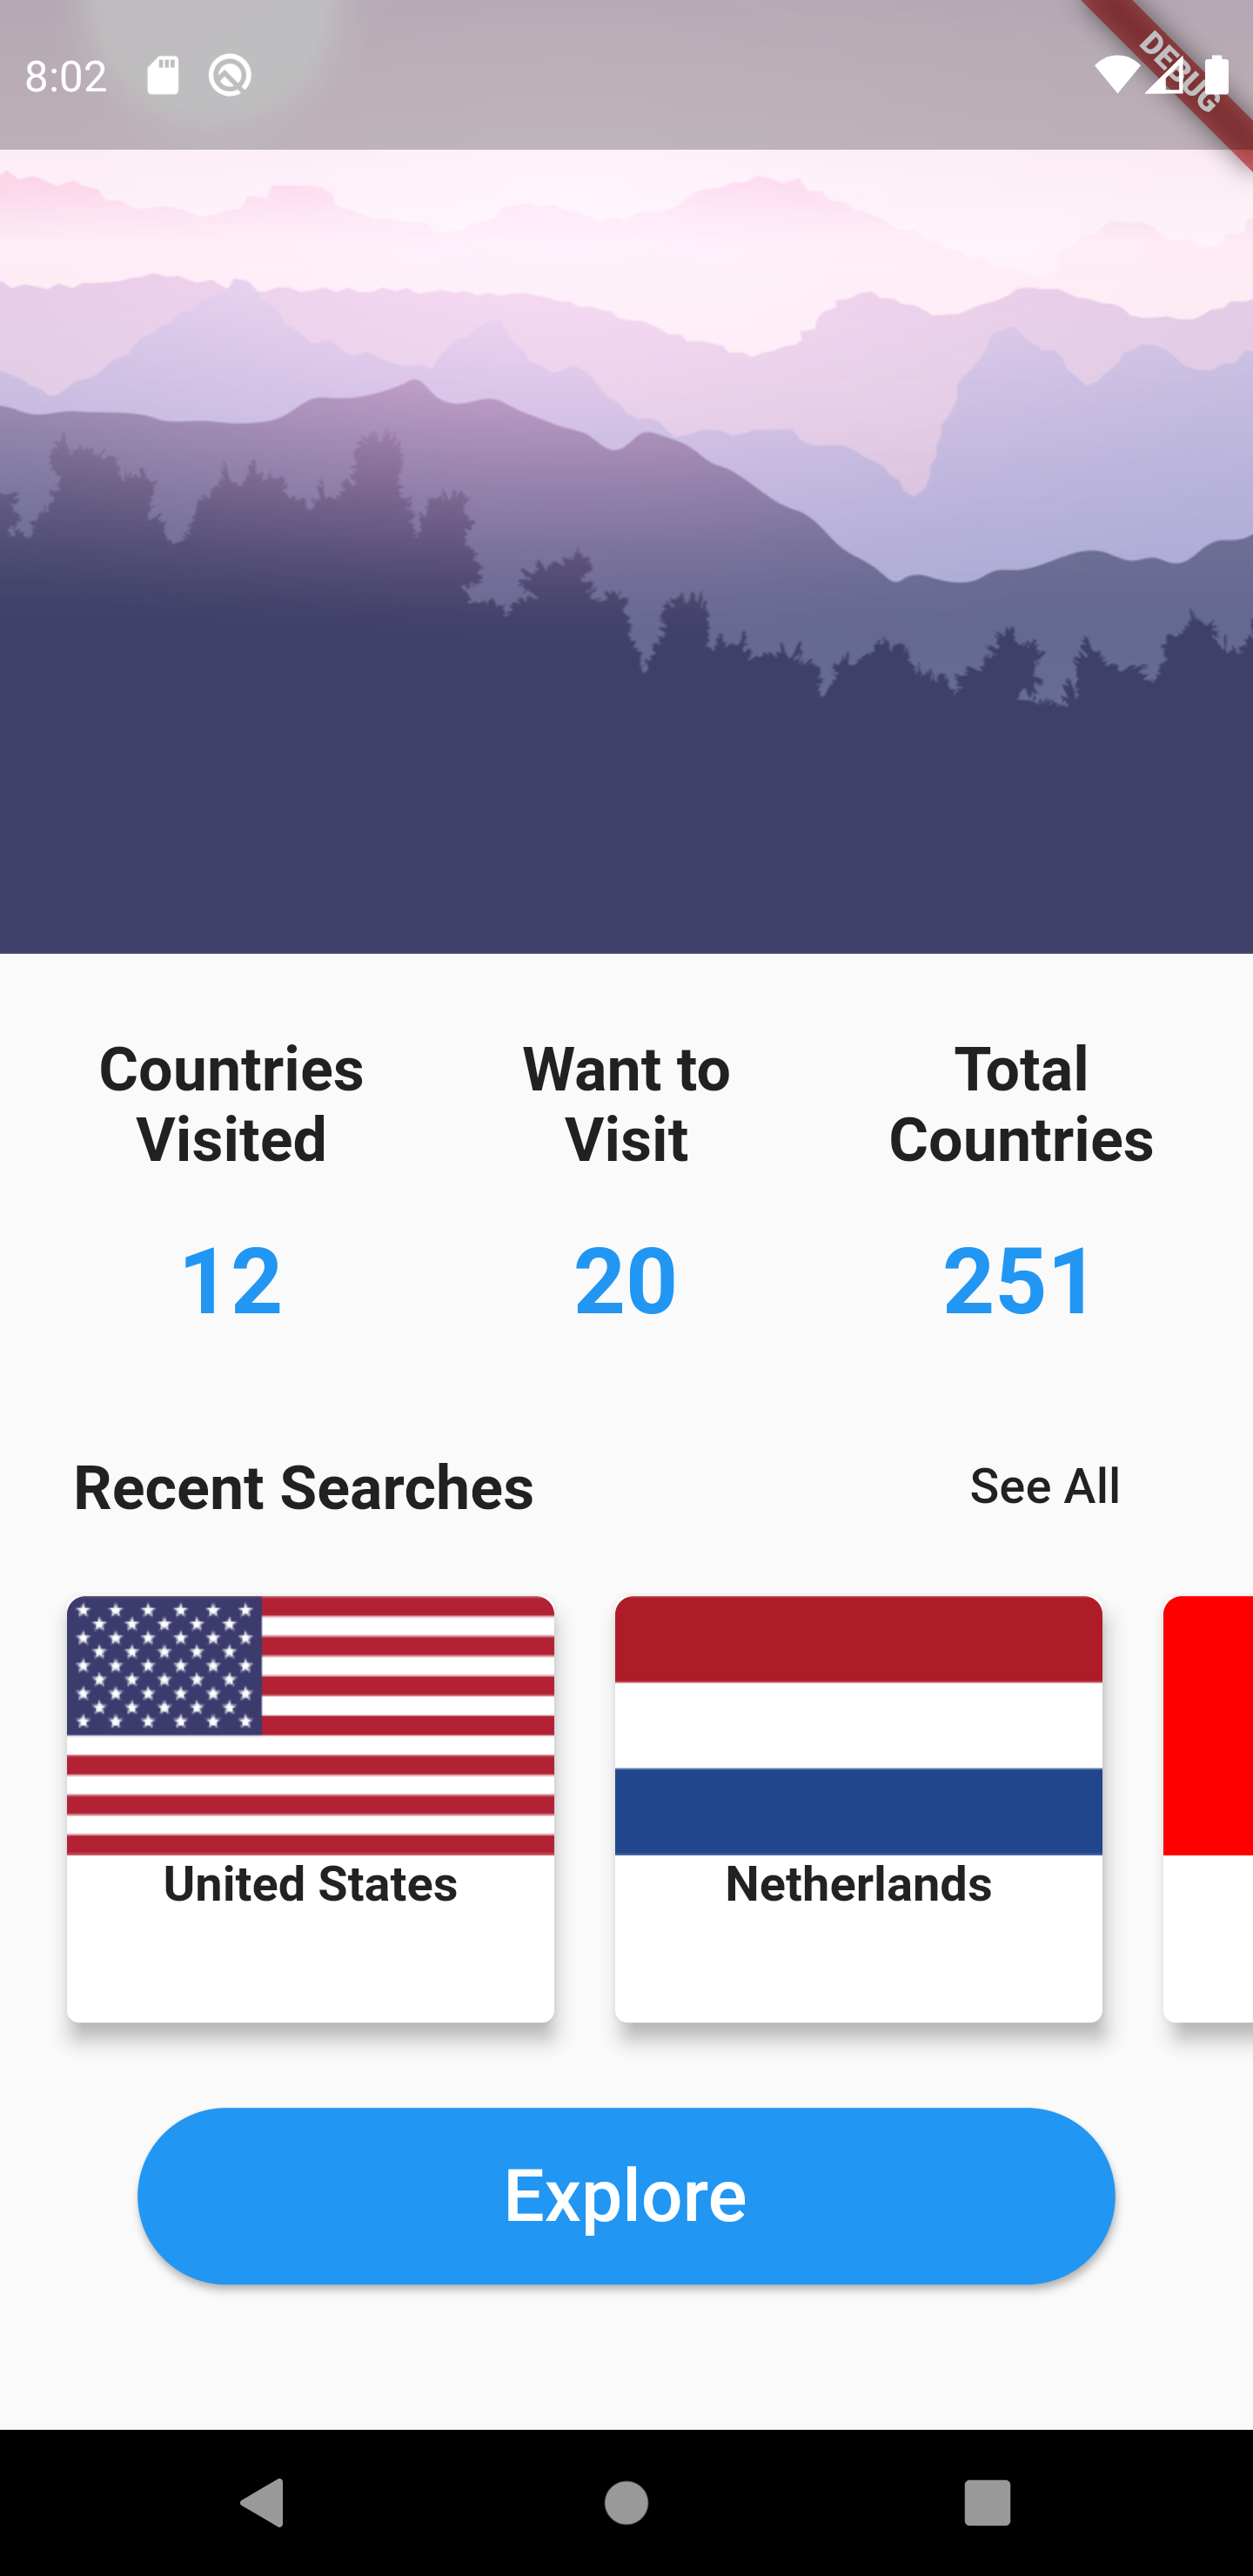 8:02
DEBUG
Countries Visited
Want to Visit
Total Countries
12
20
251
Recent Searches
See All
United States
Netherlands
Explore